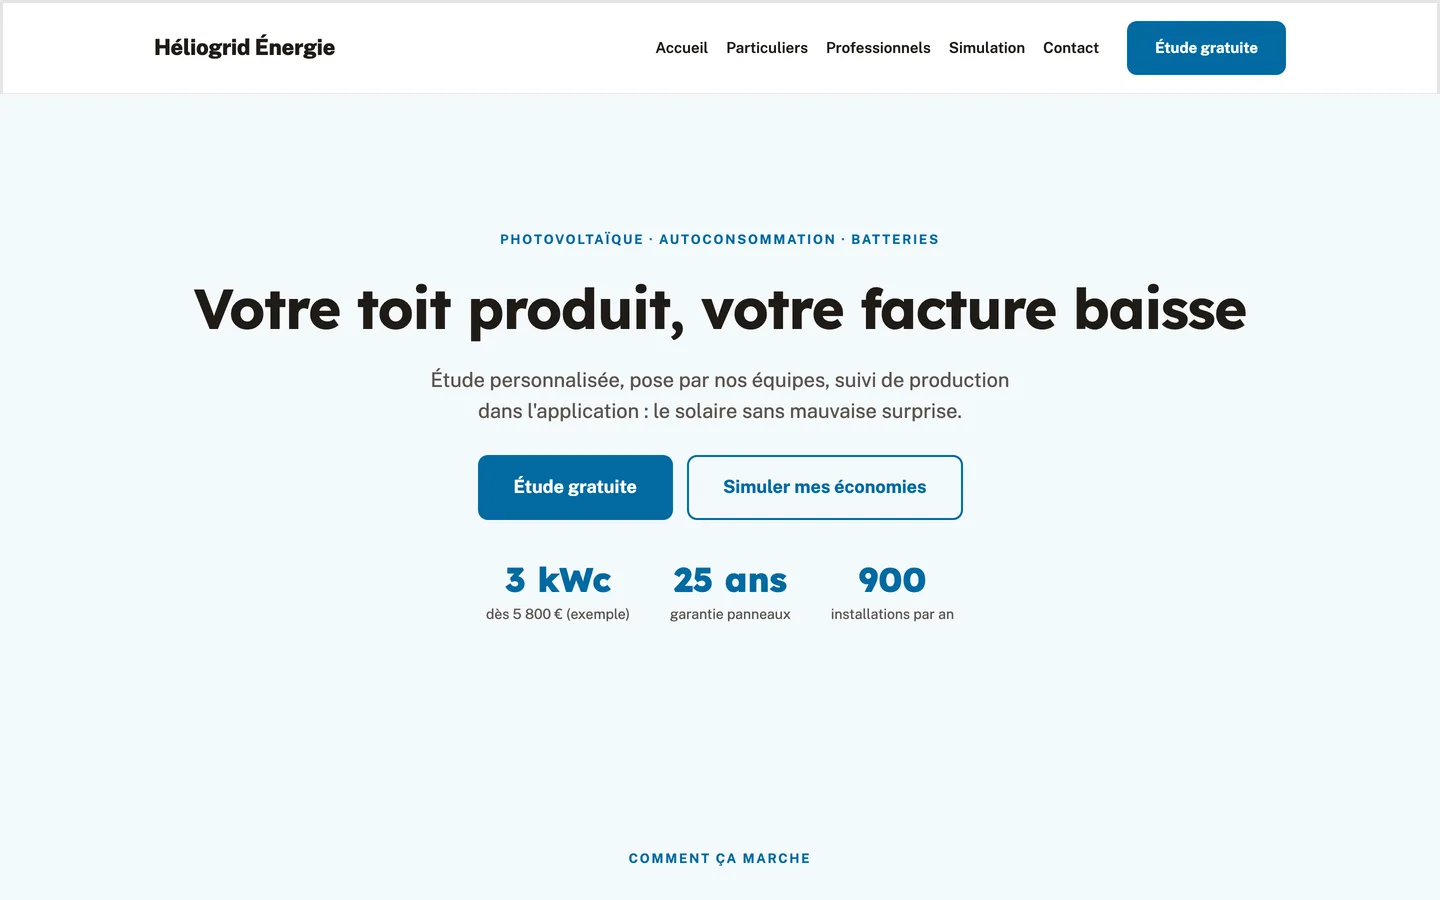 Héliogrid Énergie
Accueil
Particuliers
Professionnels
Simulation
Contact
Étude gratuite
PHOTOVOLTAÏQUE · AUTOCONSOMMATION · BATTERIES
Votre toit produit, votre facture baisse
Étude personnalisée, pose par nos équipes, suivi de production
dans l'application : le solaire sans mauvaise surprise.
Étude gratuite
Simuler mes économies
3 kWc
dès 5 800 € (exemple)
25 ans
garantie panneaux
900
installations par an
COMMENT ÇA MARCHE